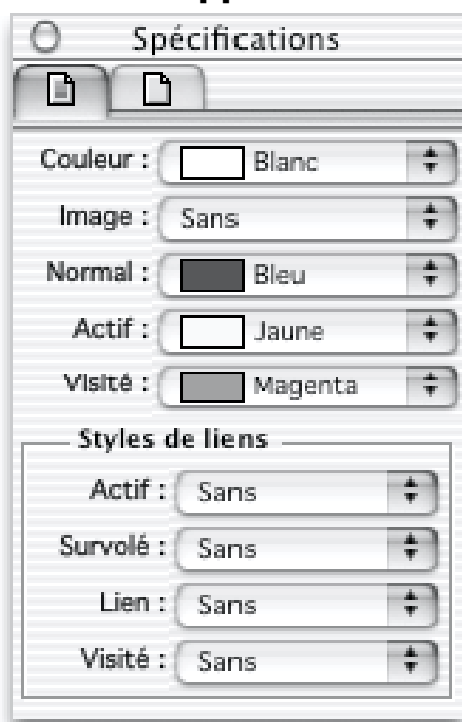 Spécifications
Couleur : Blanc
Image : Sans
Normal : Bleu
Actif : Jaune
Visité : Magenta
Styles de liens
Actif : Sans
Survolé : Sans
Lien : Sans
Visité : Sans